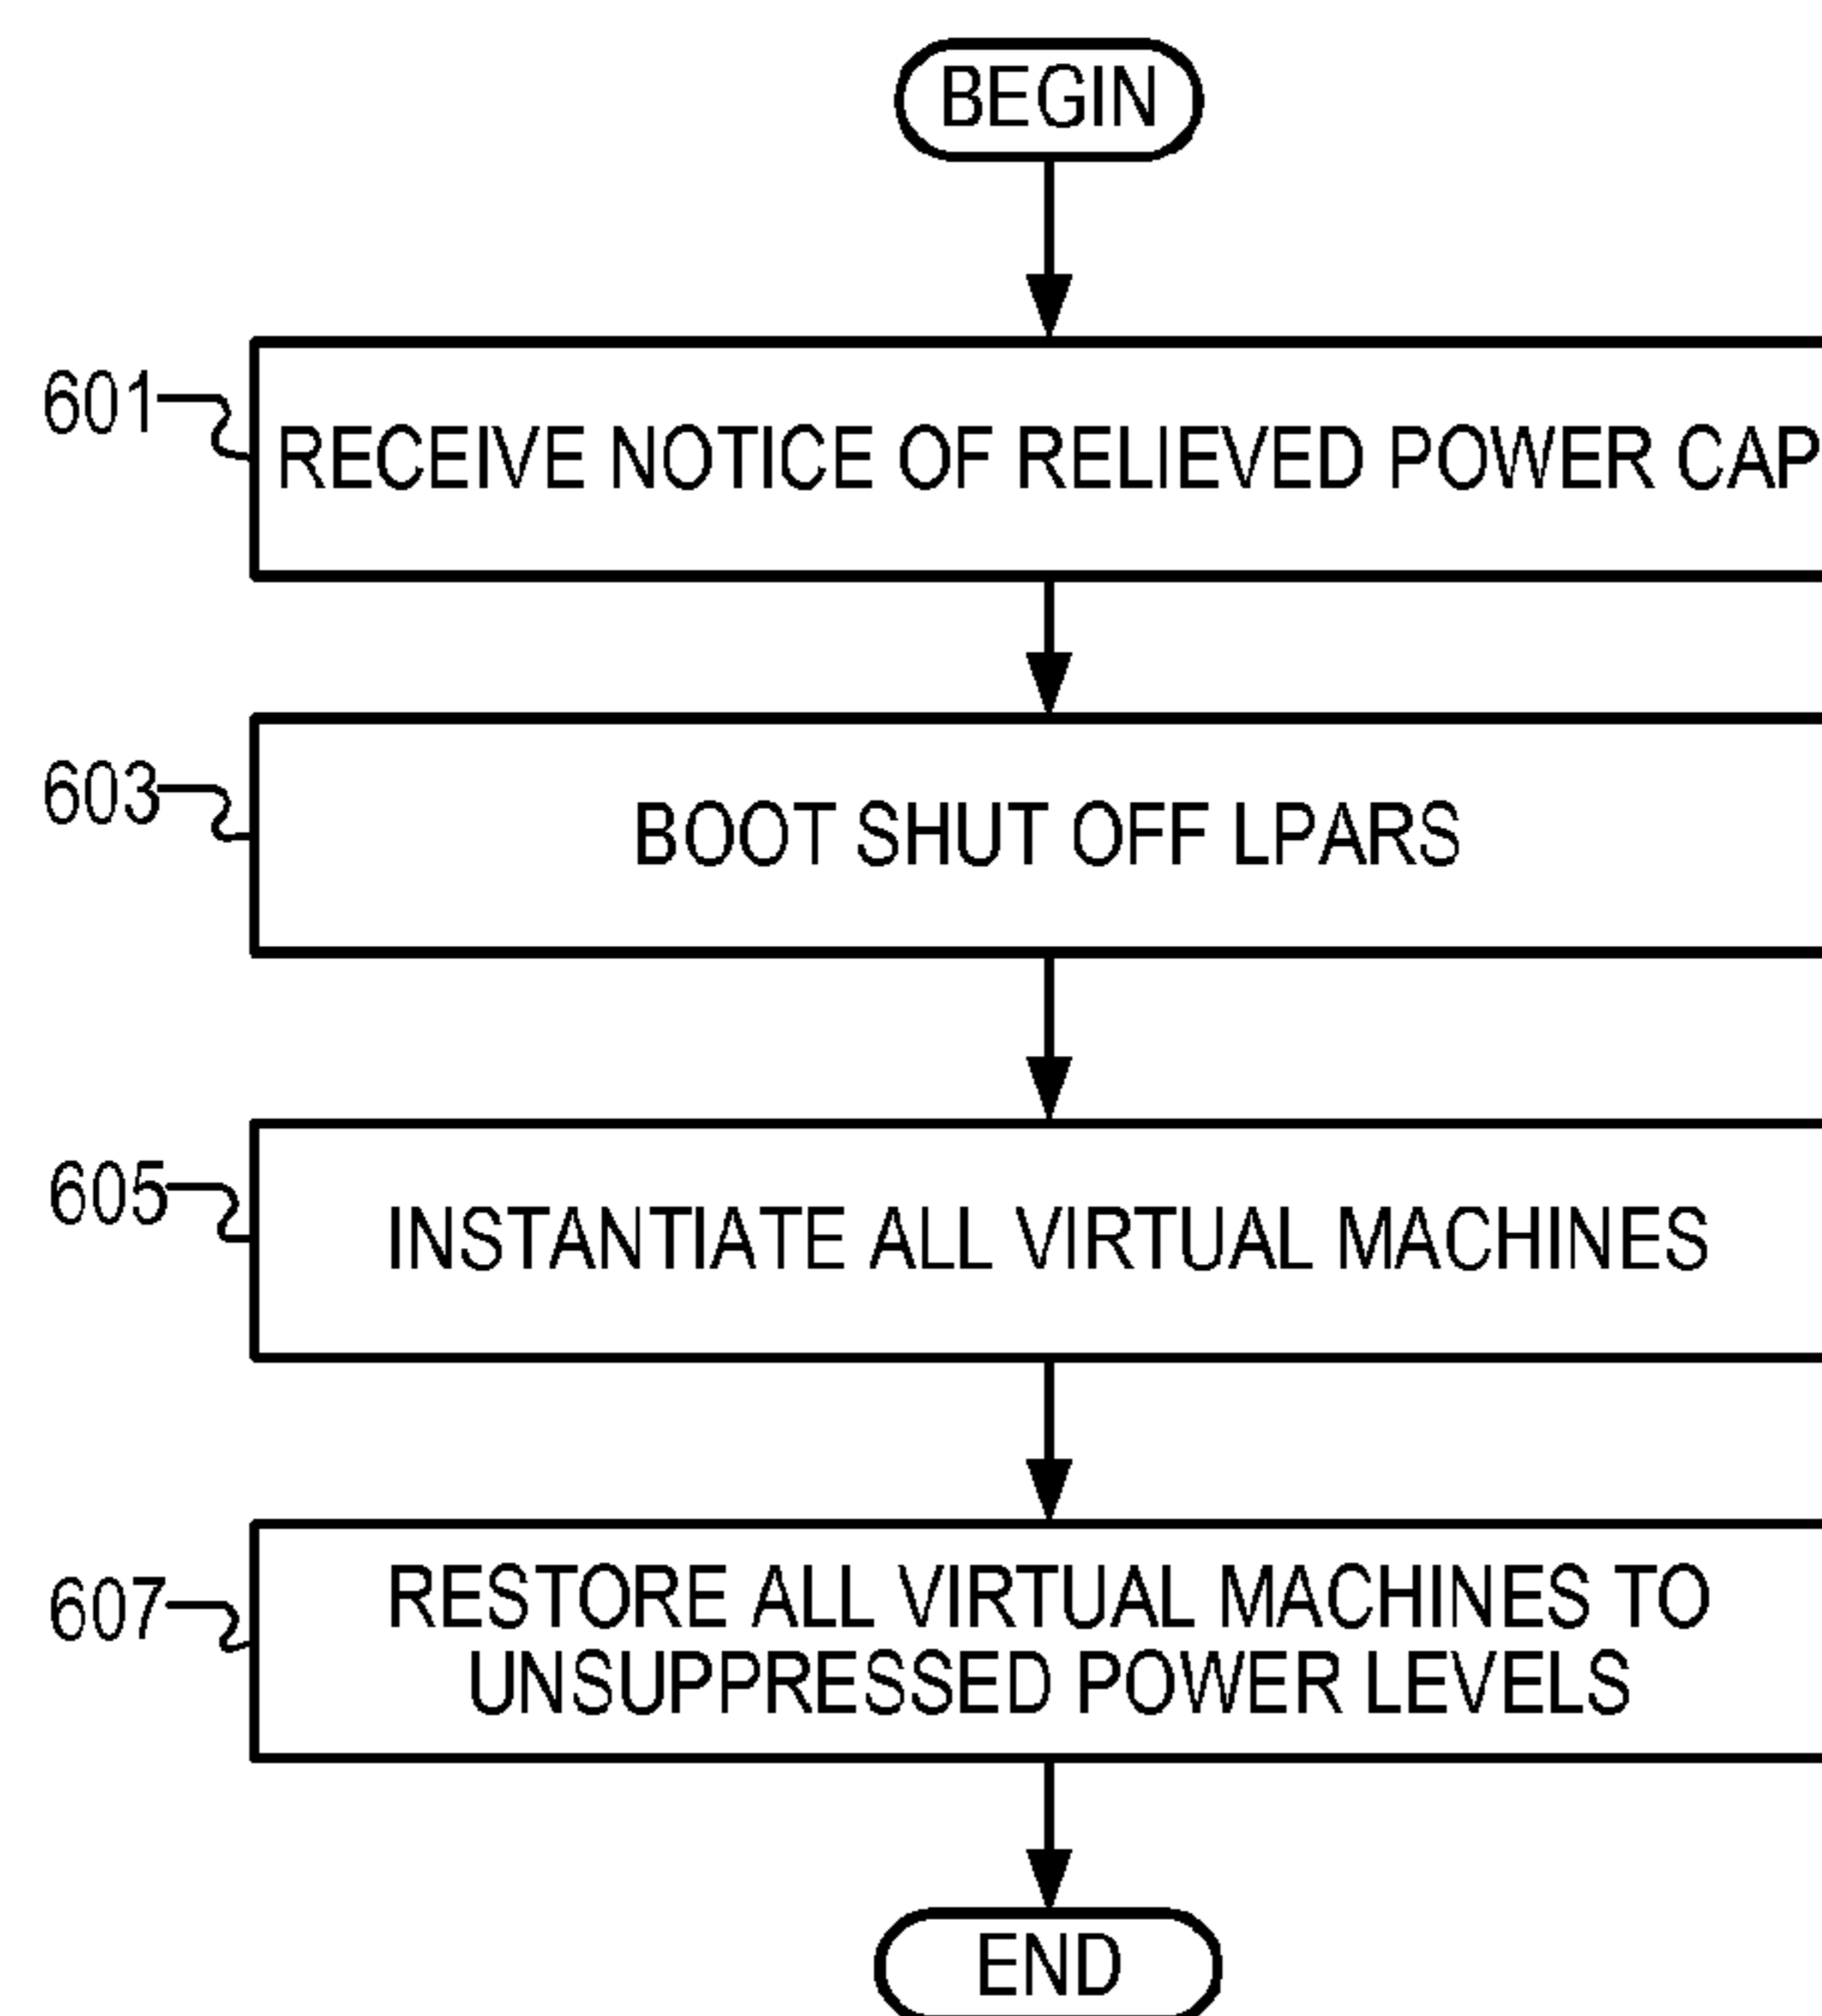 BEGIN
601
RECEIVE NOTICE OF RELIEVED POWER CAP
603
BOOT SHUT OFF LPARS
605
INSTANTIATE ALL VIRTUAL MACHINES
607
RESTORE ALL VIRTUAL MACHINES TO
UNSUPPRESSED POWER LEVELS
END